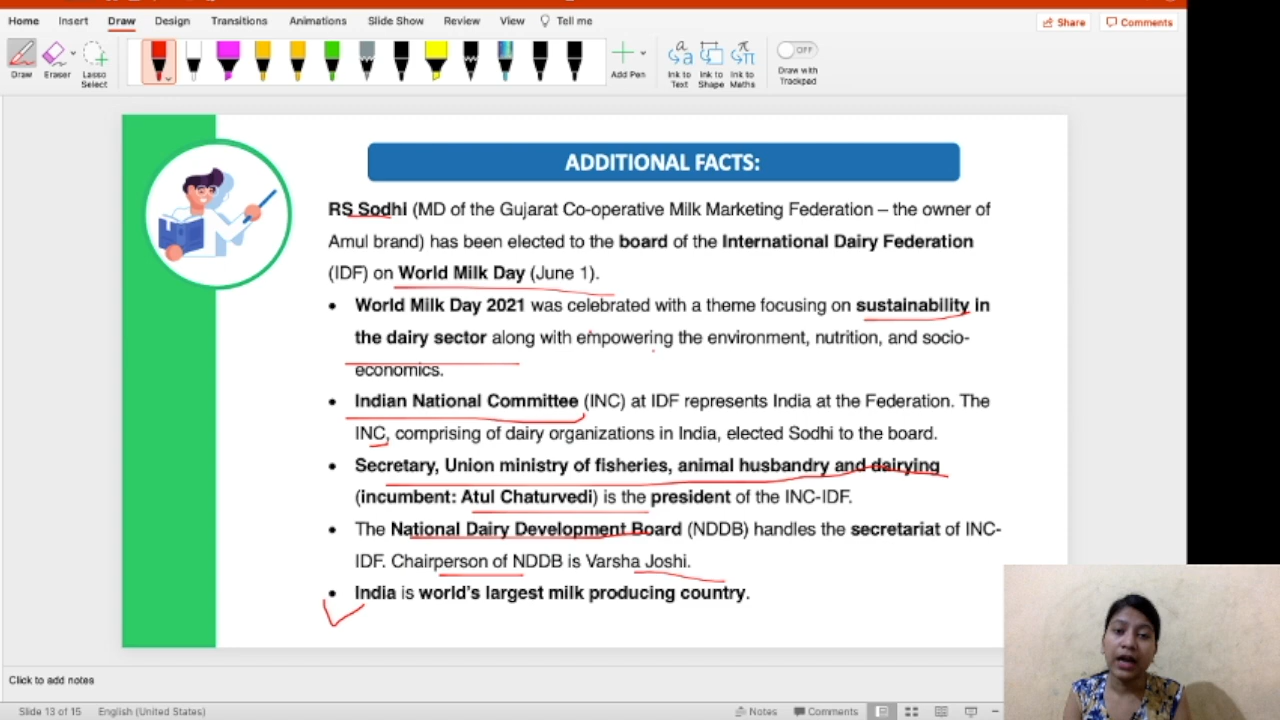 Home Insert Draw Design Transitions Animations Slide Show Review View Tell me Share Comments
Draw Eraser Lasso Select Add Pen Ink to Text Ink to Shape Ink to Maths OFF Draw with Trackpad
ADDITIONAL FACTS:
RS Sodhi (MD of the Gujarat Co-operative Milk Marketing Federation – the owner of
Amul brand) has been elected to the board of the International Dairy Federation
(IDF) on World Milk Day (June 1).
• World Milk Day 2021 was celebrated with a theme focusing on sustainability in
the dairy sector along with empowering the environment, nutrition, and socio-
economics.
• Indian National Committee (INC) at IDF represents India at the Federation. The
INC, comprising of dairy organizations in India, elected Sodhi to the board.
• Secretary, Union ministry of fisheries, animal husbandry and dairying
(incumbent: Atul Chaturvedi) is the president of the INC-IDF.
• The National Dairy Development Board (NDDB) handles the secretariat of INC-
IDF. Chairperson of NDDB is Varsha Joshi.
• India is world's largest milk producing country.
Click to add notes
Slide 13 of 15 English (United States) Notes Comments